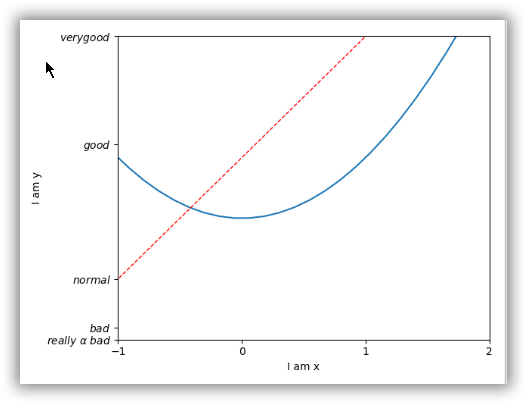 verygood
good
I am y
normal
bad
really α bad
−1 0 1 2
I am x